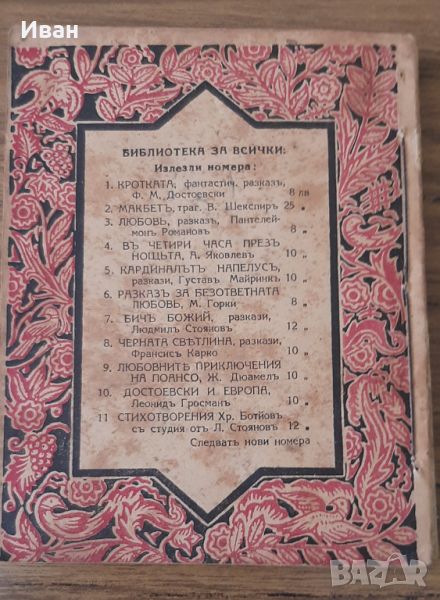 Иван
БИБЛИОТЕКА ЗА ВСИЧКИ:
Излезли номера:
1. КРОТКАТА, фантастич. разказъ,
Ф. М. Достоевски 8 лв
2. МАКБЕТЪ, траг. В. Шекспиръ 25 „
3. ЛЮБОВЬ, разказъ, Пантелей-
монъ Романовъ 8 „
4. ВЪ ЧЕТИРИ ЧАСА ПРЕЗЪ
НОЩЬТА, А. Яковлевъ 10 „
5. КАРДИНАЛЪТЪ НАПЕЛУСЪ,
разкази, Густавъ Майринкъ 10 „
6. РАЗКАЗЪ ЗА БЕЗОТВЕТНАТА
ЛЮБОВЬ, М. Горки 8 „
7. БИЧЪ БОЖИЙ, разкази,
Людмилъ Стояновъ 12 „
8. ЧЕРНАТА СВѢТЛИНА, разкази,
Франсисъ Карко 10 „
9. ЛЮБОВНИТѢ ПРИКЛЮЧЕНИЯ
НА ПОАНСО, Ж. Дюамелъ 10 „
10. ДОСТОЕВСКИ И ЕВРОПА,
Леонидъ Гросманъ 10 „
11 СТИХОТВОРЕНИЯ Хр. Ботйовъ
съ студия отъ Л. Стояновъ 12 „
Следватъ нови номера
BAZAR